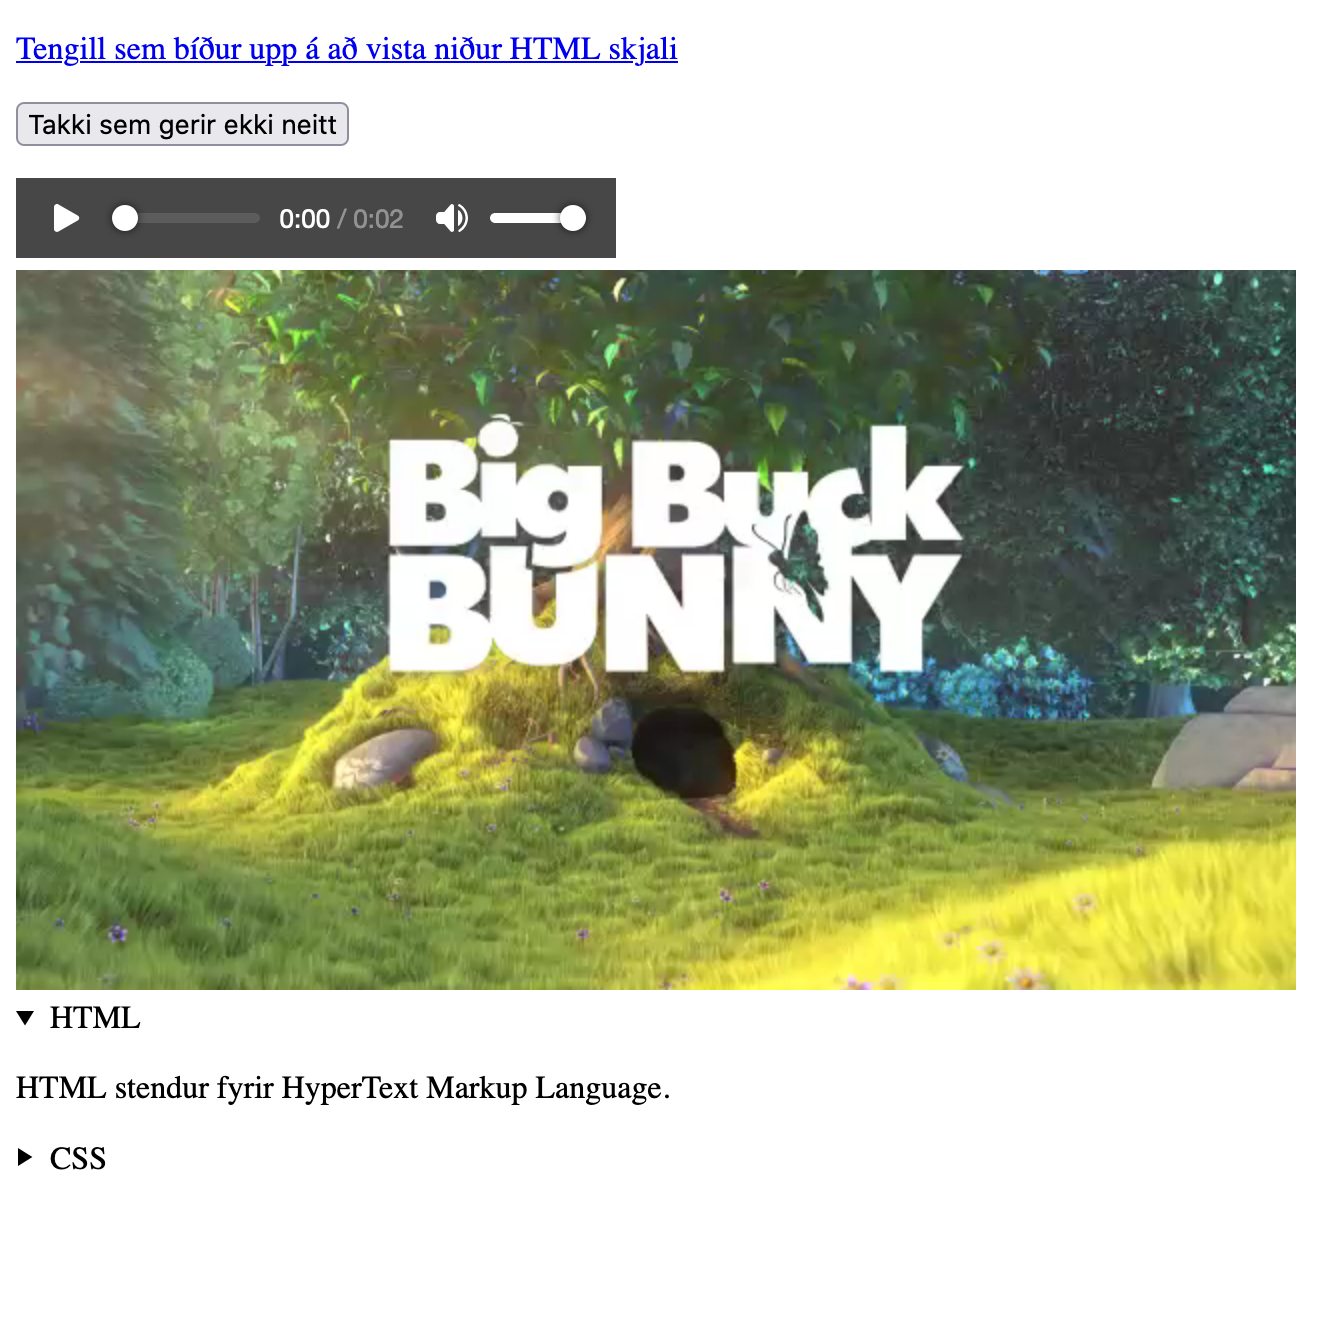 Tengill sem bíður upp á að vista niður HTML skjali
Takki sem gerir ekki neitt
0:00 / 0:02
Big Buck
BUNNY
HTML
HTML stendur fyrir HyperText Markup Language.
CSS